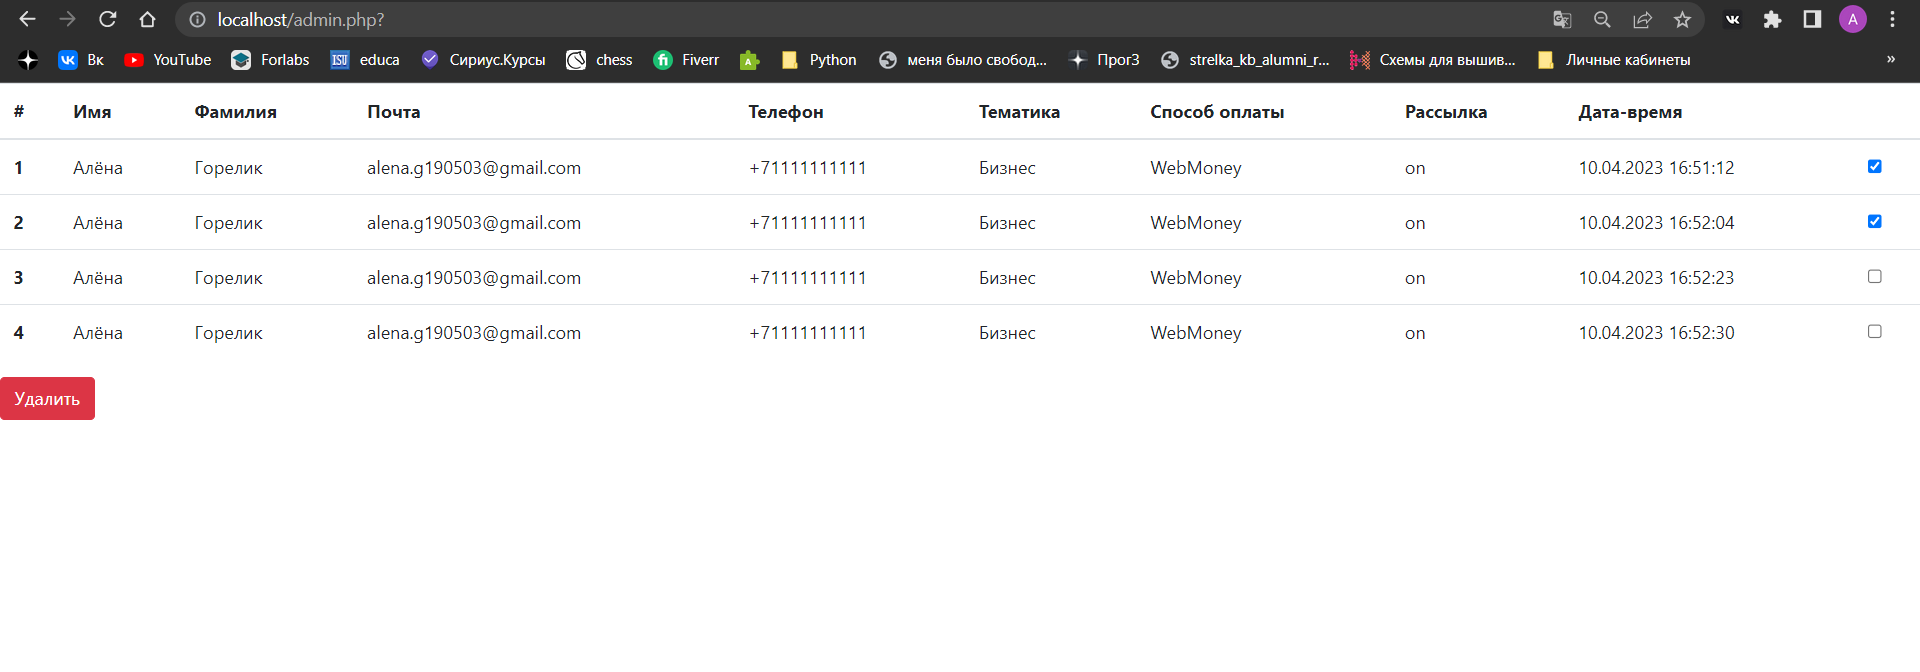 localhost/admin.php?
A
Вк YouTube Forlabs ISU educa Сириус.Курсы chess Fiverr Python меня было свобод... Прог3 strelka_kb_alumni_r... Схемы для вышив... Личные кабинеты »
# Имя Фамилия Почта Телефон Тематика Способ оплаты Рассылка Дата-время
1 Алёна Горелик alena.g190503@gmail.com +71111111111 Бизнес WebMoney on 10.04.2023 16:51:12
2 Алёна Горелик alena.g190503@gmail.com +71111111111 Бизнес WebMoney on 10.04.2023 16:52:04
3 Алёна Горелик alena.g190503@gmail.com +71111111111 Бизнес WebMoney on 10.04.2023 16:52:23
4 Алёна Горелик alena.g190503@gmail.com +71111111111 Бизнес WebMoney on 10.04.2023 16:52:30
Удалить